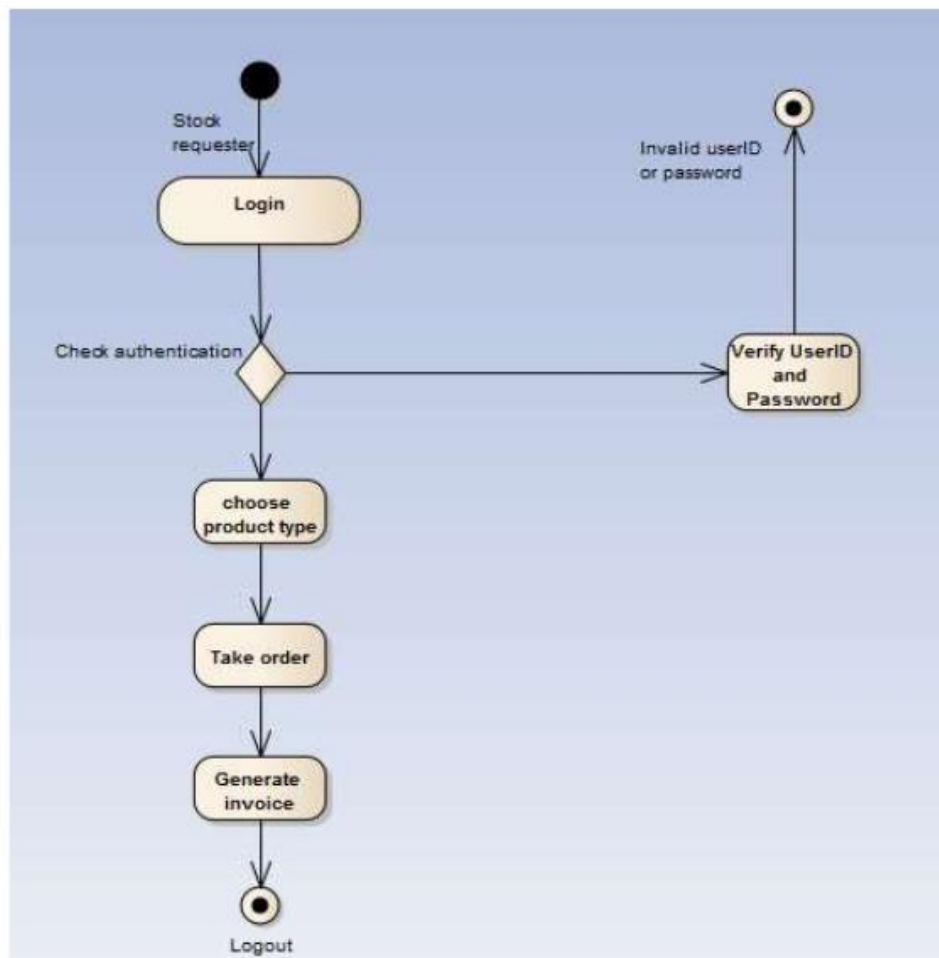 Stock
requester
Login
Invalid userID
or password
Check authentication
Verify UserID
and
Password
choose
product type
Take order
Generate
invoice
Logout